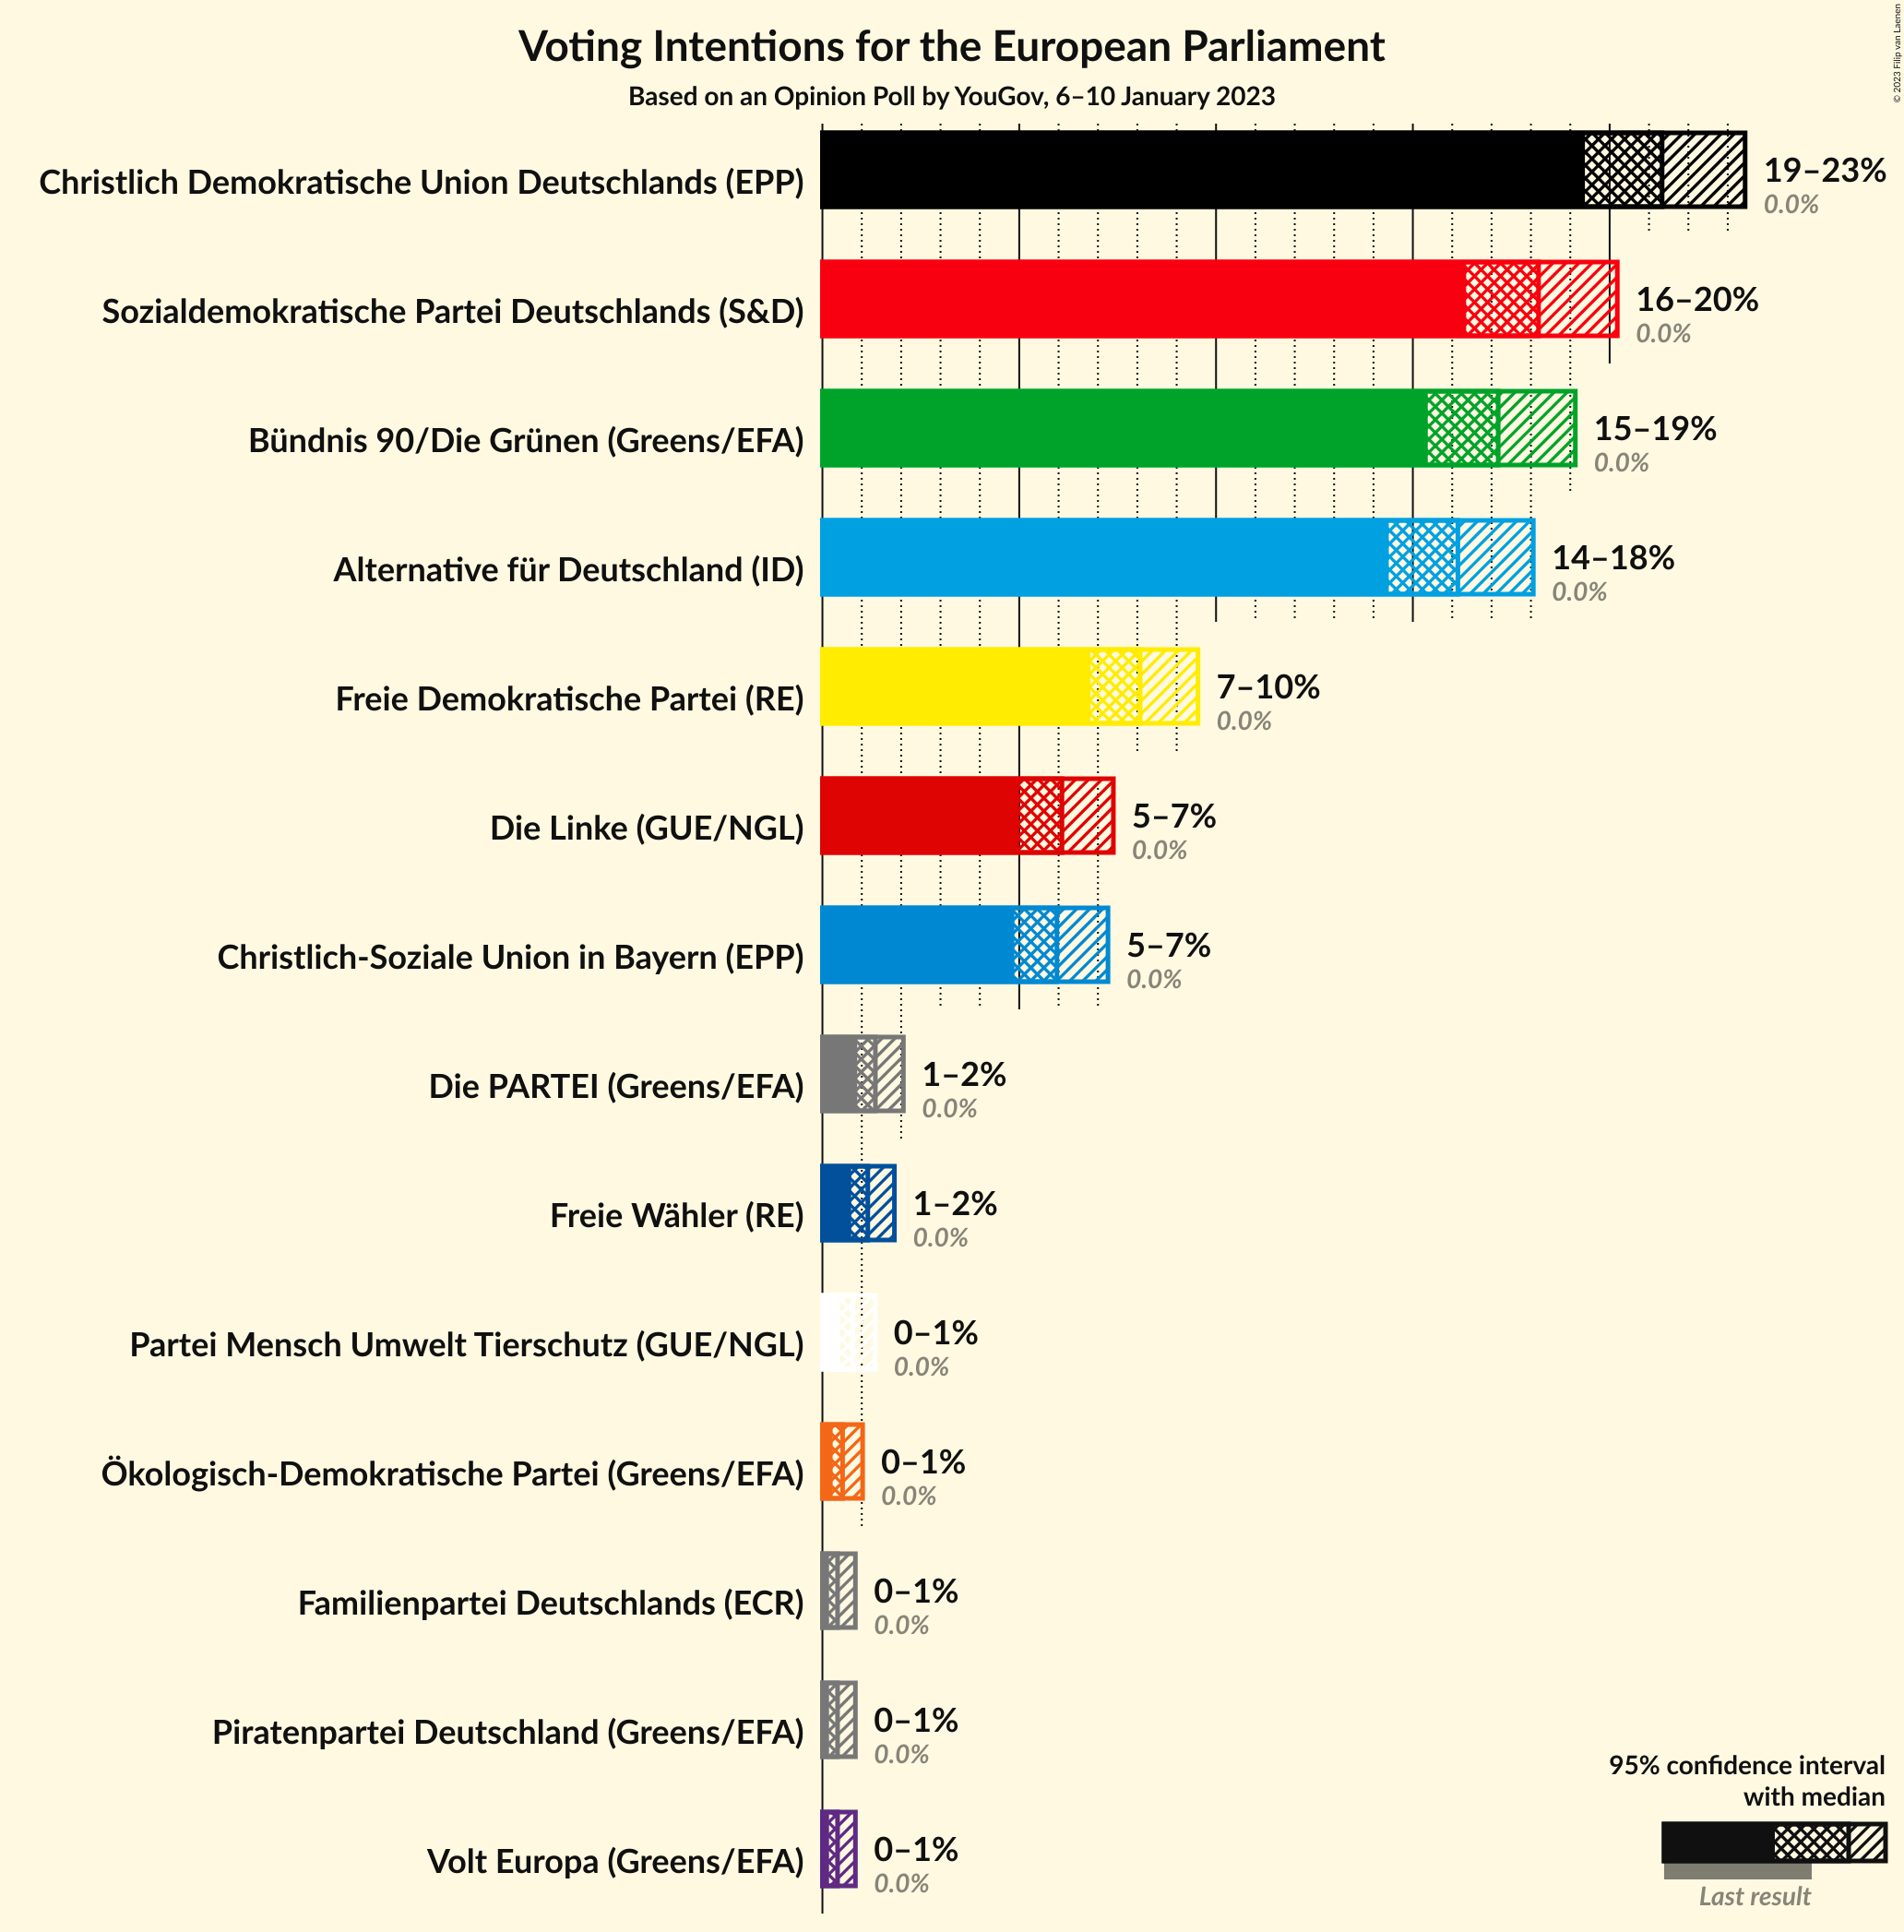 Voting Intentions for the European Parliament
Based on an Opinion Poll by YouGov, 6–10 January 2023
© 2023 Filip van Laenen
Christlich Demokratische Union Deutschlands (EPP)
19–23%
0.0%
Sozialdemokratische Partei Deutschlands (S&D)
16–20%
0.0%
Bündnis 90/Die Grünen (Greens/EFA)
15–19%
0.0%
Alternative für Deutschland (ID)
14–18%
0.0%
Freie Demokratische Partei (RE)
7–10%
0.0%
Die Linke (GUE/NGL)
5–7%
0.0%
Christlich-Soziale Union in Bayern (EPP)
5–7%
0.0%
Die PARTEI (Greens/EFA)
1–2%
0.0%
Freie Wähler (RE)
1–2%
0.0%
Partei Mensch Umwelt Tierschutz (GUE/NGL)
0–1%
0.0%
Ökologisch-Demokratische Partei (Greens/EFA)
0–1%
0.0%
Familienpartei Deutschlands (ECR)
0–1%
0.0%
Piratenpartei Deutschland (Greens/EFA)
0–1%
0.0%
Volt Europa (Greens/EFA)
0–1%
0.0%
95% confidence interval
with median
Last result